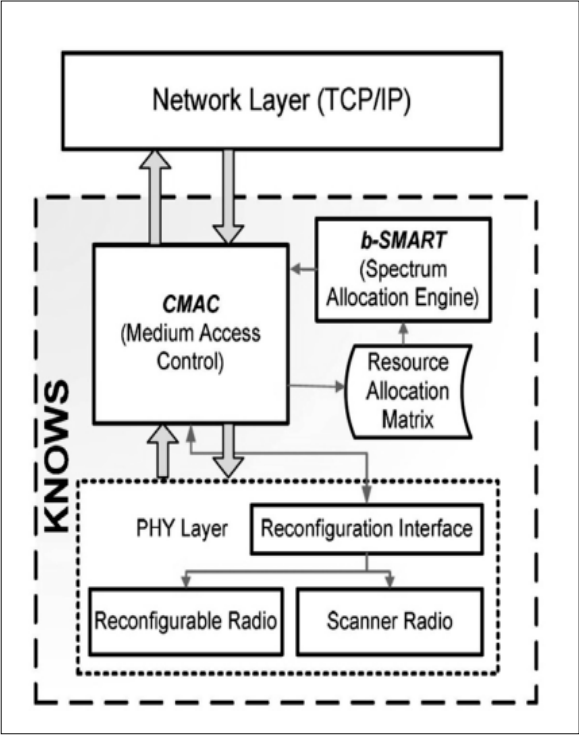 Network Layer (TCP/IP)
b-SMART
(Spectrum
Allocation Engine)
CMAC
(Medium Access
Control)
Resource
Allocation
Matrix
KNOWS
PHY Layer
Reconfiguration Interface
Reconfigurable Radio
Scanner Radio